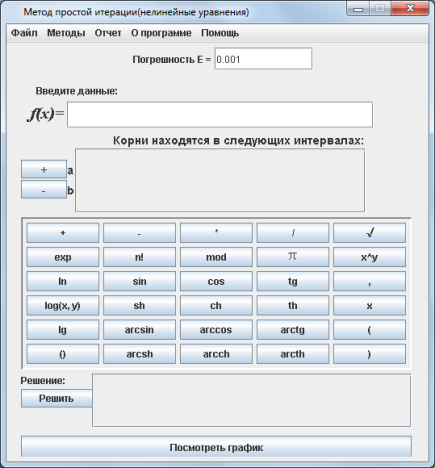 Метод простой итерации(нелинейные уравнения)
Файл Методы Отчет О программе Помощь
Погрешность E = 0.001
Введите данные:
f(x)=
Корни находятся в следующих интервалах:
+ a
- b
+ - * / √
exp n! mod π x^y
ln sin cos tg ,
log(x, y) sh ch th x
lg arcsin arccos arctg (
() arcsh arcch arcth )
Решение:
Решить
Посмотреть график